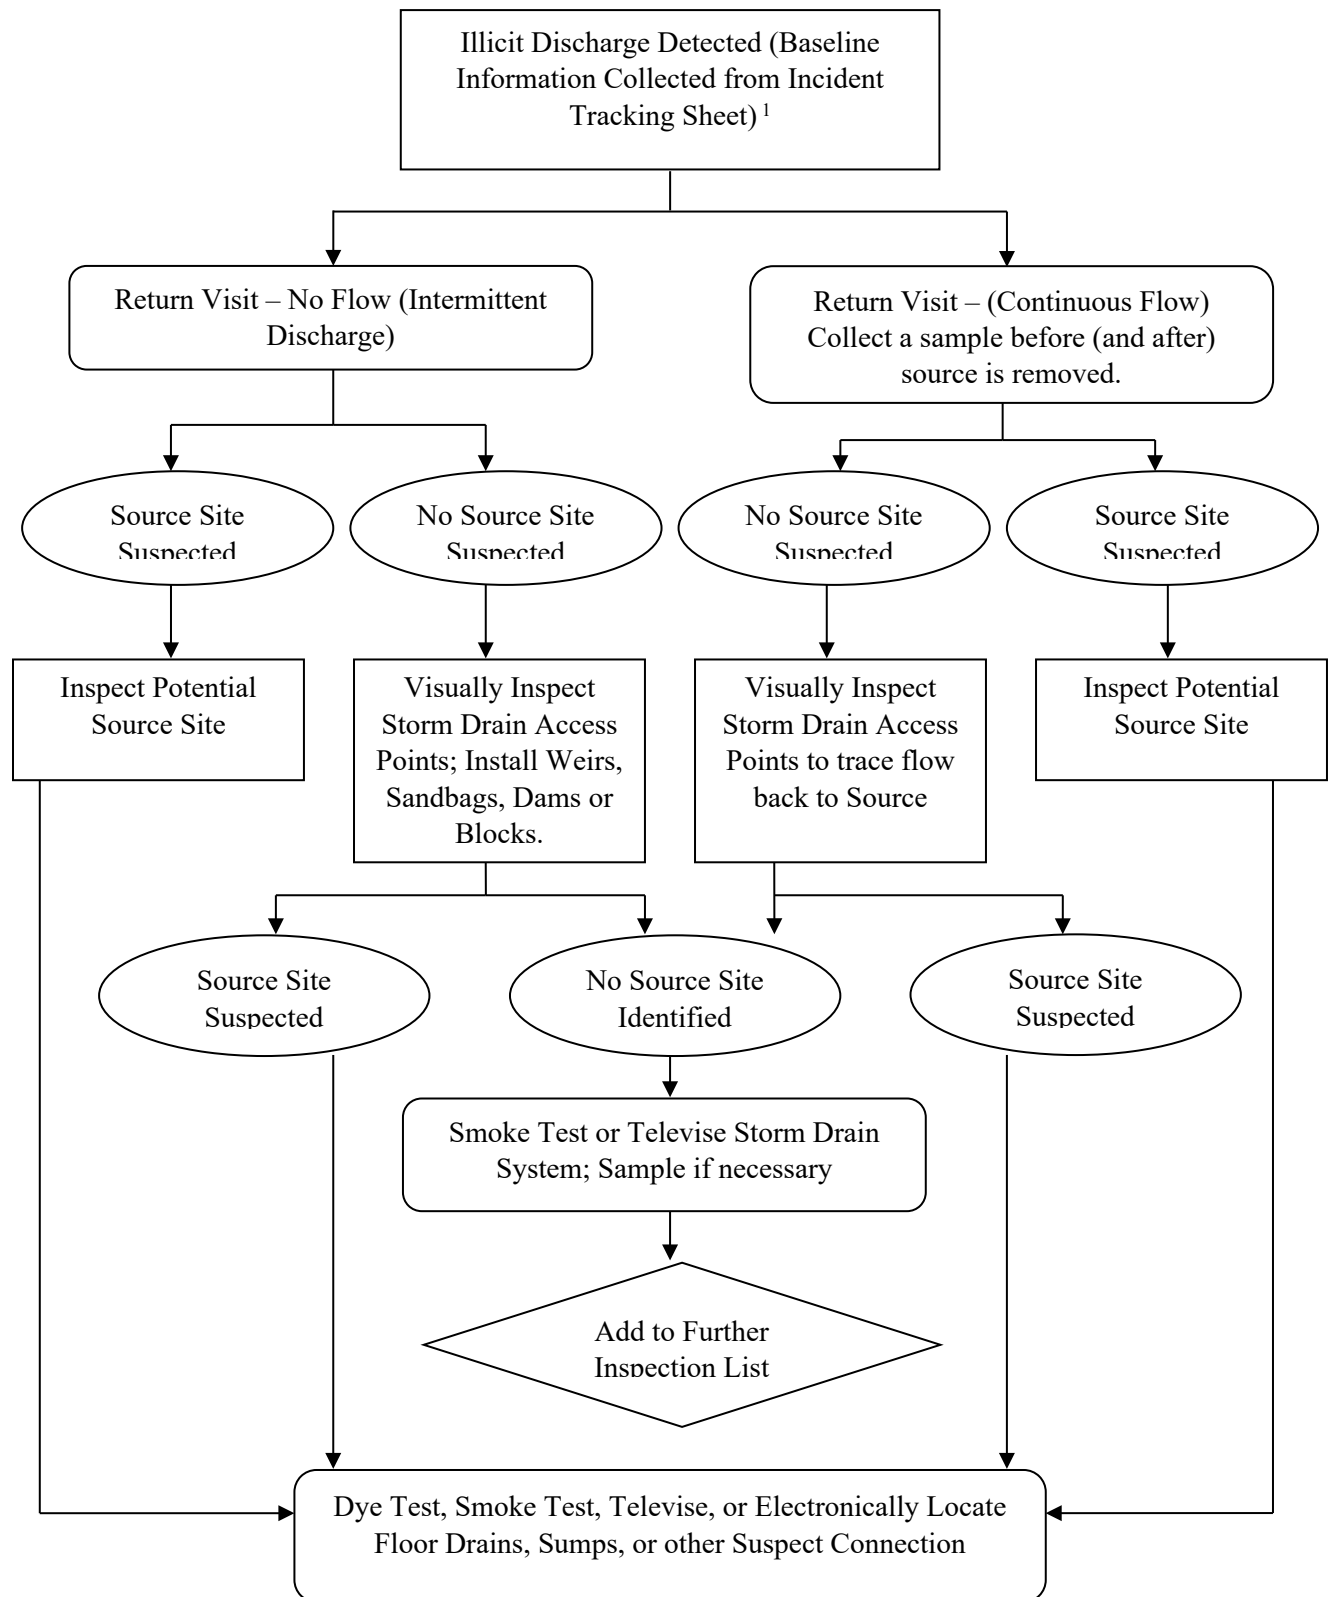 Illicit Discharge Detected (Baseline
Information Collected from Incident
Tracking Sheet) 1
Return Visit – No Flow (Intermittent
Discharge)
Return Visit – (Continuous Flow)
Collect a sample before (and after)
source is removed.
Source Site
Suspected
No Source Site
Suspected
No Source Site
Suspected
Source Site
Suspected
Inspect Potential
Source Site
Visually Inspect
Storm Drain Access
Points; Install Weirs,
Sandbags, Dams or
Blocks.
Visually Inspect
Storm Drain Access
Points to trace flow
back to Source
Inspect Potential
Source Site
Source Site
Suspected
No Source Site
Identified
Source Site
Suspected
Smoke Test or Televise Storm Drain
System; Sample if necessary
Add to Further
Inspection List
Dye Test, Smoke Test, Televise, or Electronically Locate
Floor Drains, Sumps, or other Suspect Connection